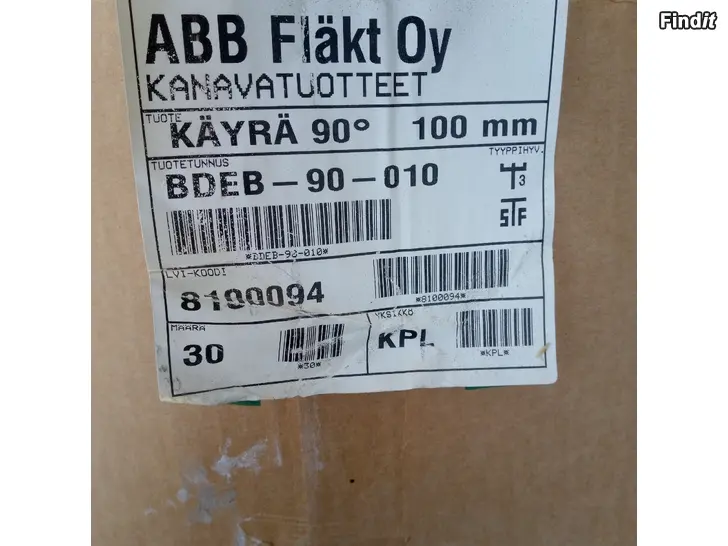 Findit
ABB Fläkt Oy
KANAVATUOTTEET
TUOTE
KÄYRÄ 90° 100 mm
TUOTETUNNUS
TYYPPIHYV.
BDEB-90-010
3
STF
*BDEB-90-010*
LVI-KOODI
8100094
*8100094*
MÄÄRÄ
30
*30*
YKSIKKÖ
KPL
*KPL*